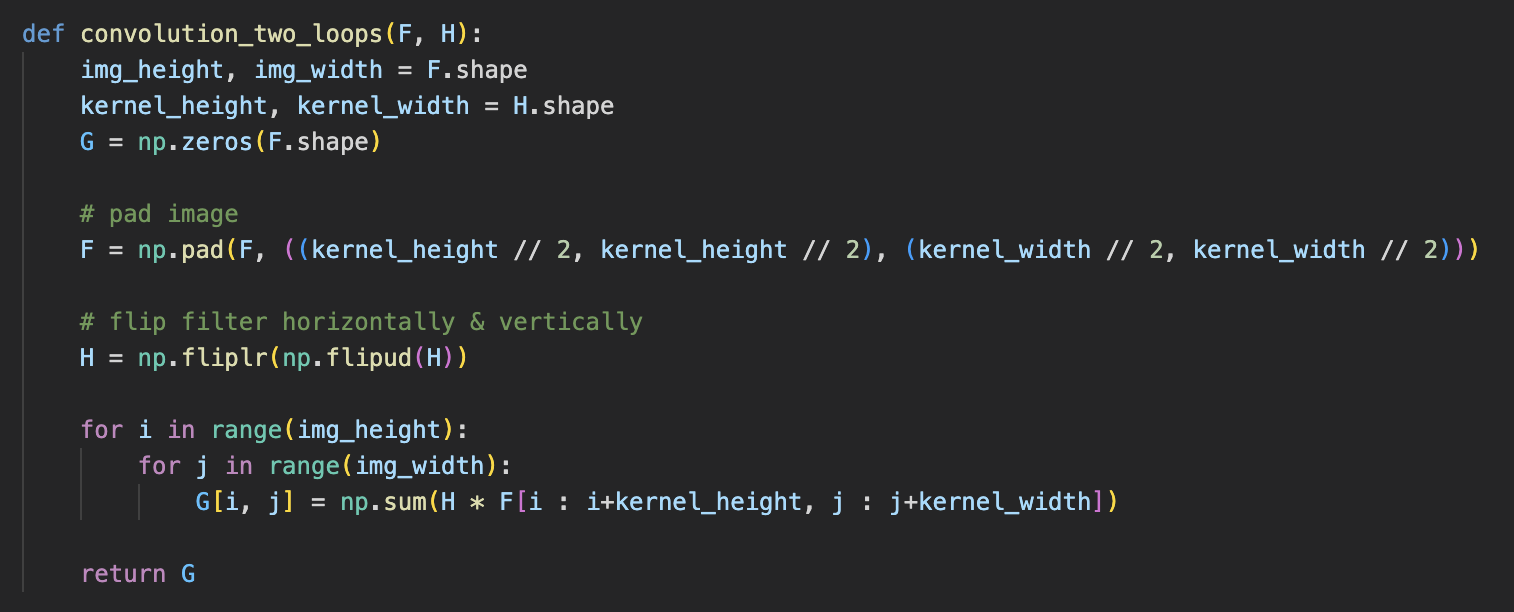 def convolution_two_loops(F, H):
    img_height, img_width = F.shape
    kernel_height, kernel_width = H.shape
    G = np.zeros(F.shape)

    # pad image
    F = np.pad(F, ((kernel_height // 2, kernel_height // 2), (kernel_width // 2, kernel_width // 2)))

    # flip filter horizontally & vertically
    H = np.fliplr(np.flipud(H))

    for i in range(img_height):
        for j in range(img_width):
            G[i, j] = np.sum(H * F[i : i+kernel_height, j : j+kernel_width])

    return G